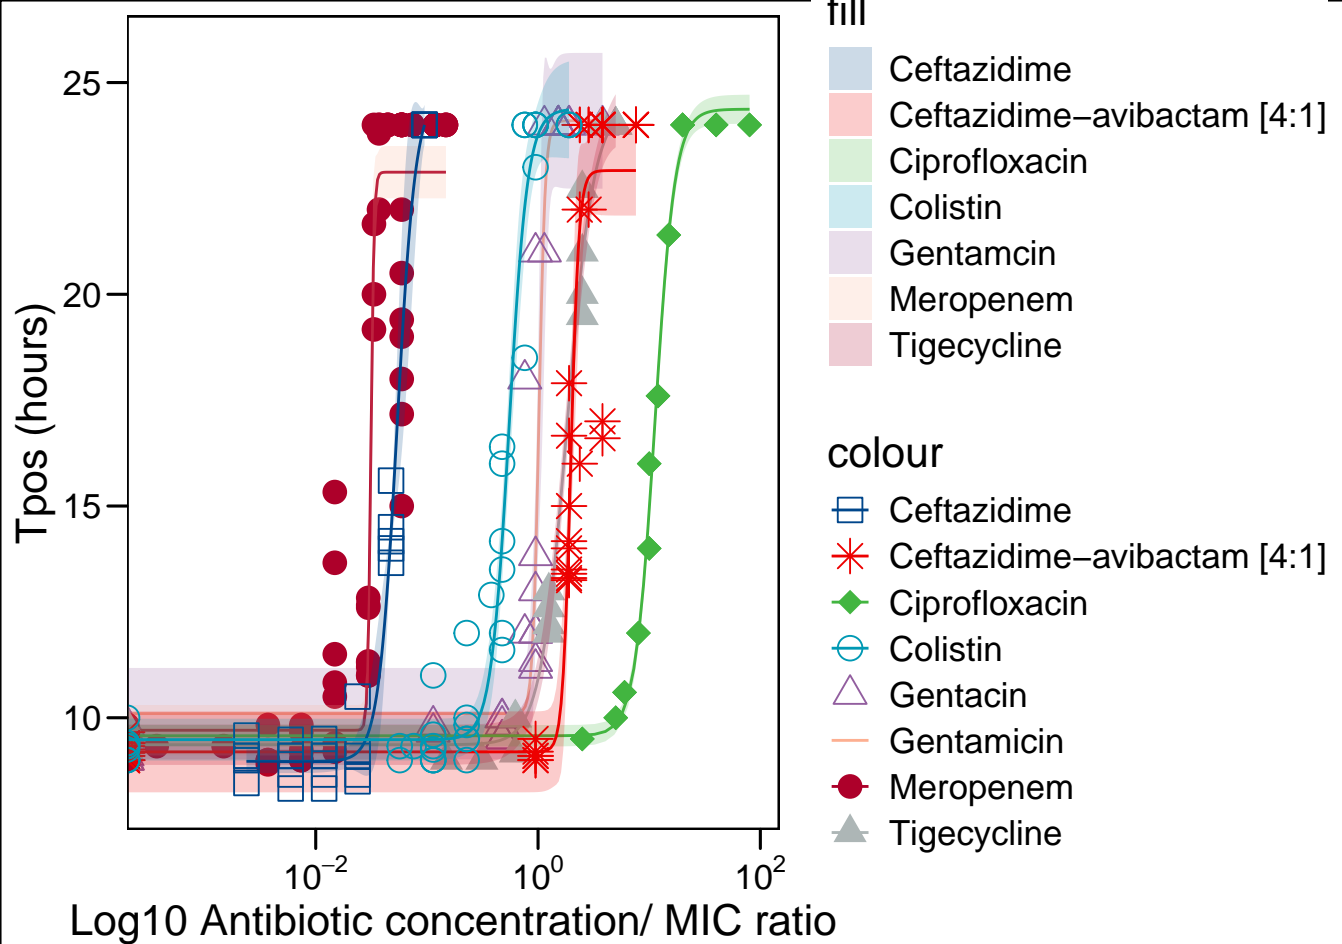 fill
Ceftazidime
Ceftazidime−avibactam [4:1]
Ciprofloxacin
Colistin
Gentamcin
Meropenem
Tigecycline
colour
Ceftazidime
Ceftazidime−avibactam [4:1]
Ciprofloxacin
Colistin
Gentacin
Gentamicin
Meropenem
Tigecycline
Tpos (hours)
25
20
15
10
10⁻² 10⁰ 10²
Log10 Antibiotic concentration/ MIC ratio